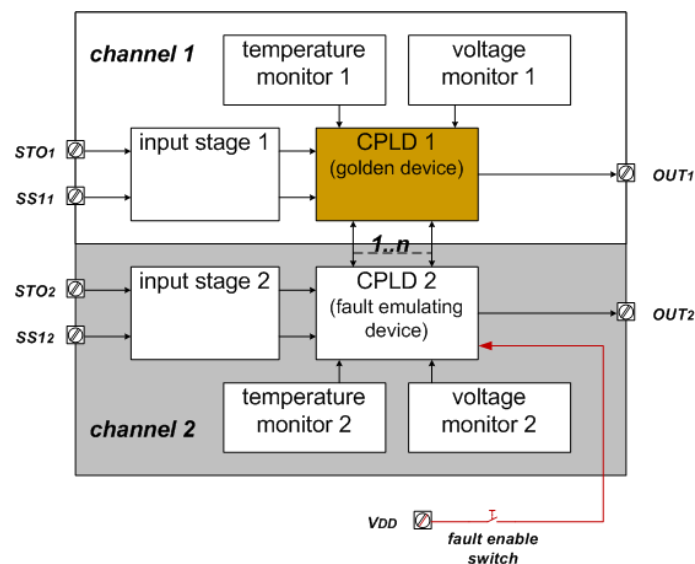 channel 1
temperature
monitor 1
voltage
monitor 1
STO1
SS11
input stage 1
CPLD 1
(golden device)
OUT1
1..n
STO2
SS12
input stage 2
CPLD 2
(fault emulating
device)
OUT2
temperature
monitor 2
voltage
monitor 2
channel 2
VDD
fault enable
switch